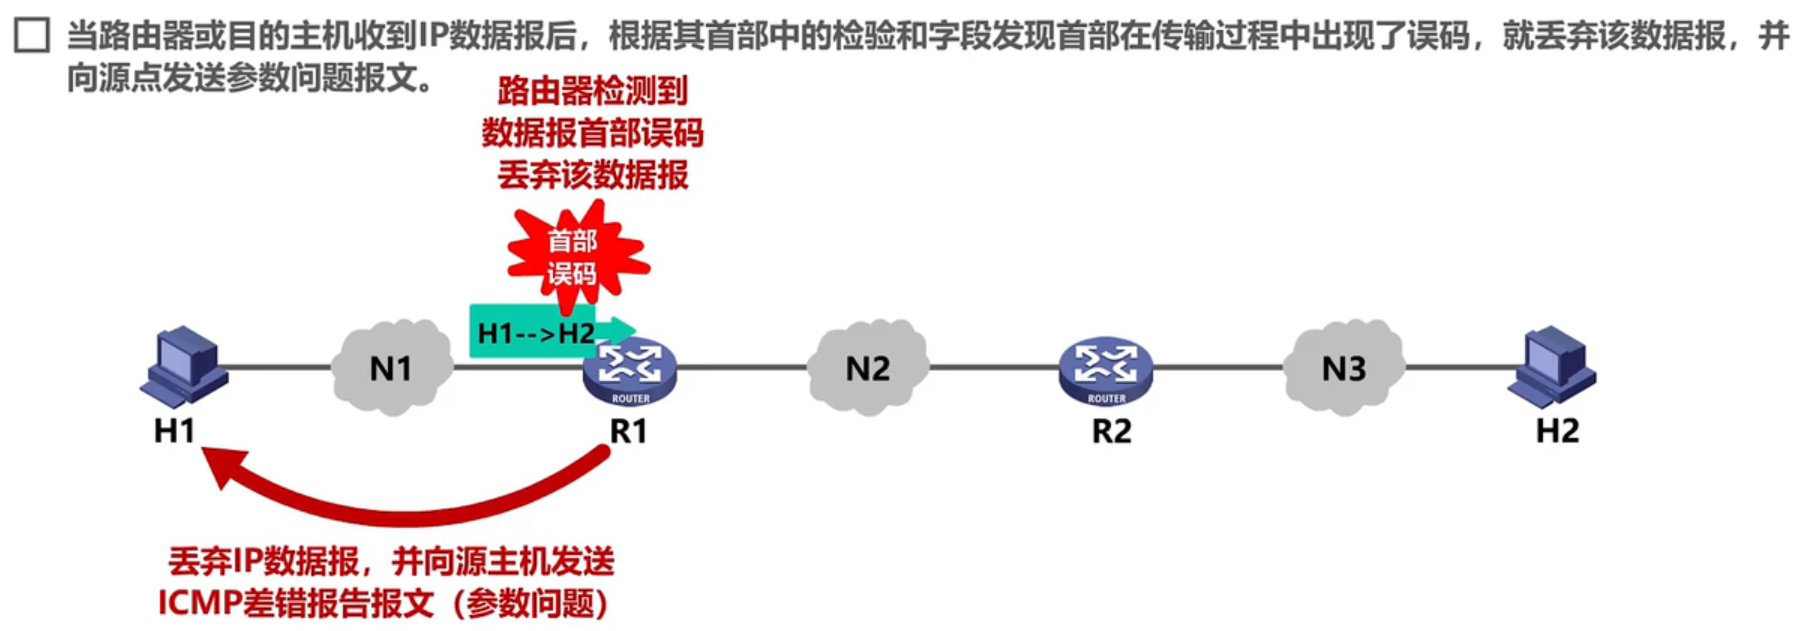 当路由器或目的主机收到IP数据报后，根据其首部中的检验和字段发现首部在传输过程中出现了误码，就丢弃该数据报，并
向源点发送参数问题报文。
路由器检测到
数据报首部误码
丢弃该数据报
首部
误码
H1-->H2
N1
N2
N3
ROUTER
ROUTER
H1
R1
R2
H2
丢弃IP数据报，并向源主机发送
ICMP差错报告报文（参数问题）